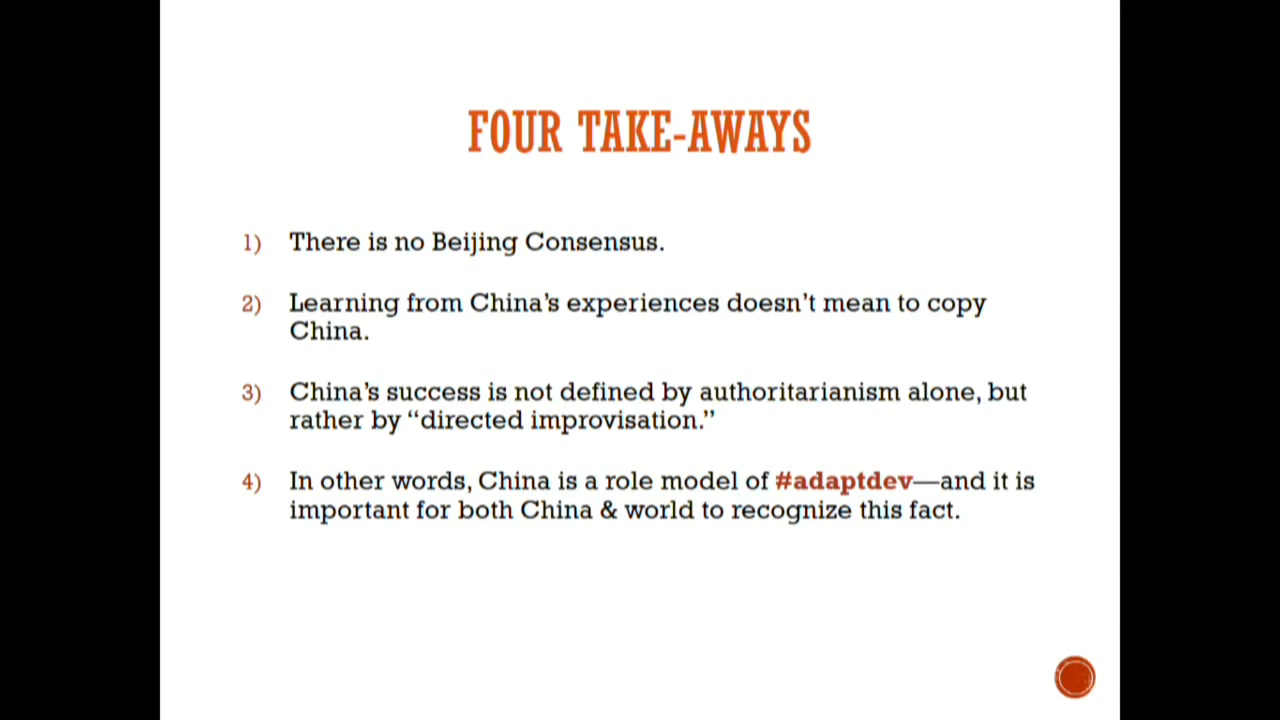 FOUR TAKE-AWAYS
1) There is no Beijing Consensus.
2) Learning from China’s experiences doesn’t mean to copy
China.
3) China’s success is not defined by authoritarianism alone, but
rather by “directed improvisation.”
4) In other words, China is a role model of #adaptdev—and it is
important for both China & world to recognize this fact.